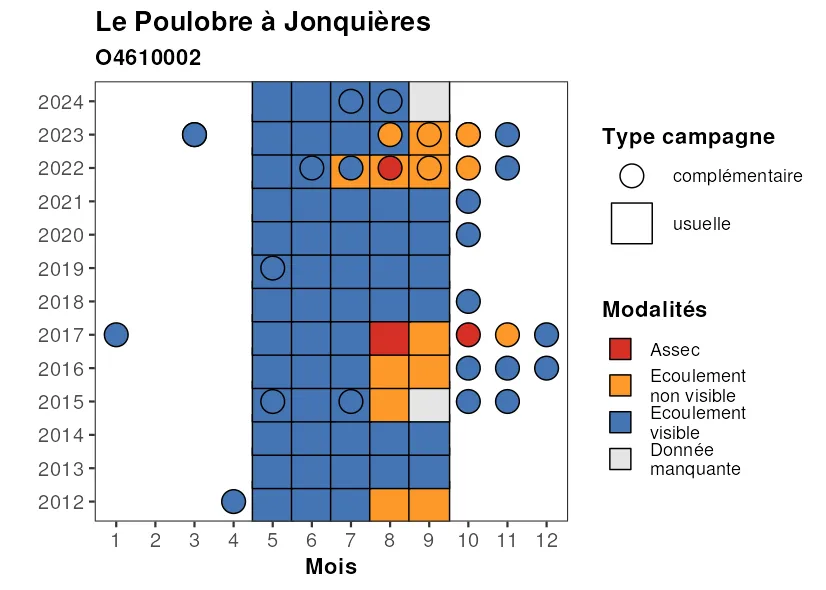 Le Poulobre à Jonquières
O4610002
2024
2023
2022
2021
2020
2019
2018
2017
2016
2015
2014
2013
2012
1 2 3 4 5 6 7 8 9 10 11 12
Mois
Type campagne
complémentaire
usuelle
Modalités
Assec
Ecoulement
non visible
Ecoulement
visible
Donnée
manquante